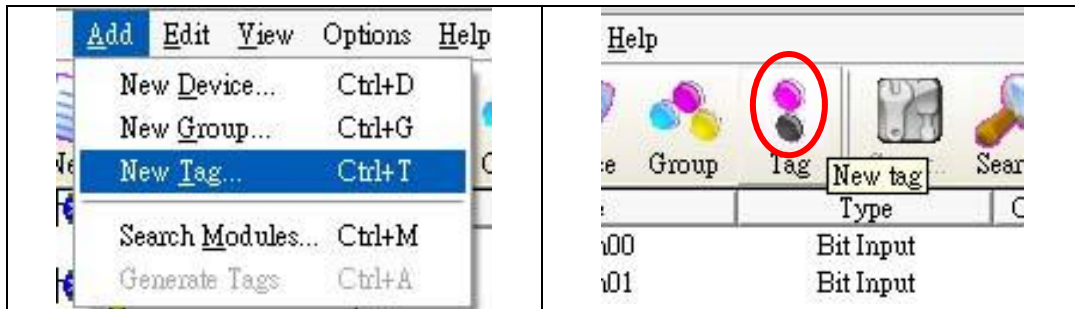 Add Edit View Options Help
New Device... Ctrl+D
New Group... Ctrl+G
New Tag... Ctrl+T
Search Modules... Ctrl+M
Generate Tags Ctrl+A
Help
Group Tag
New tag
Type
Bit Input
Bit Input